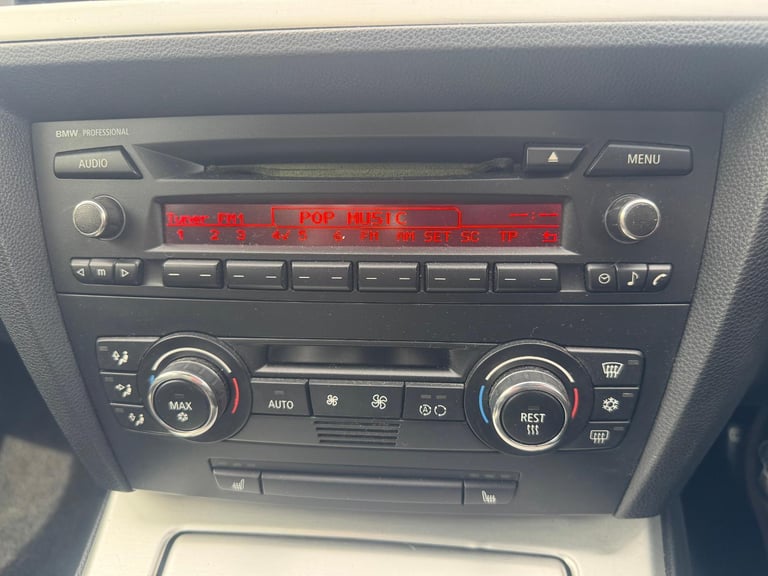 BMW PROFESSIONAL
AUDIO
MENU
Tuner FM1 POP MUSIC --:--
1 2 3 4 5 6 FM AM SET SC TP
m
MAX
AUTO
A
REST